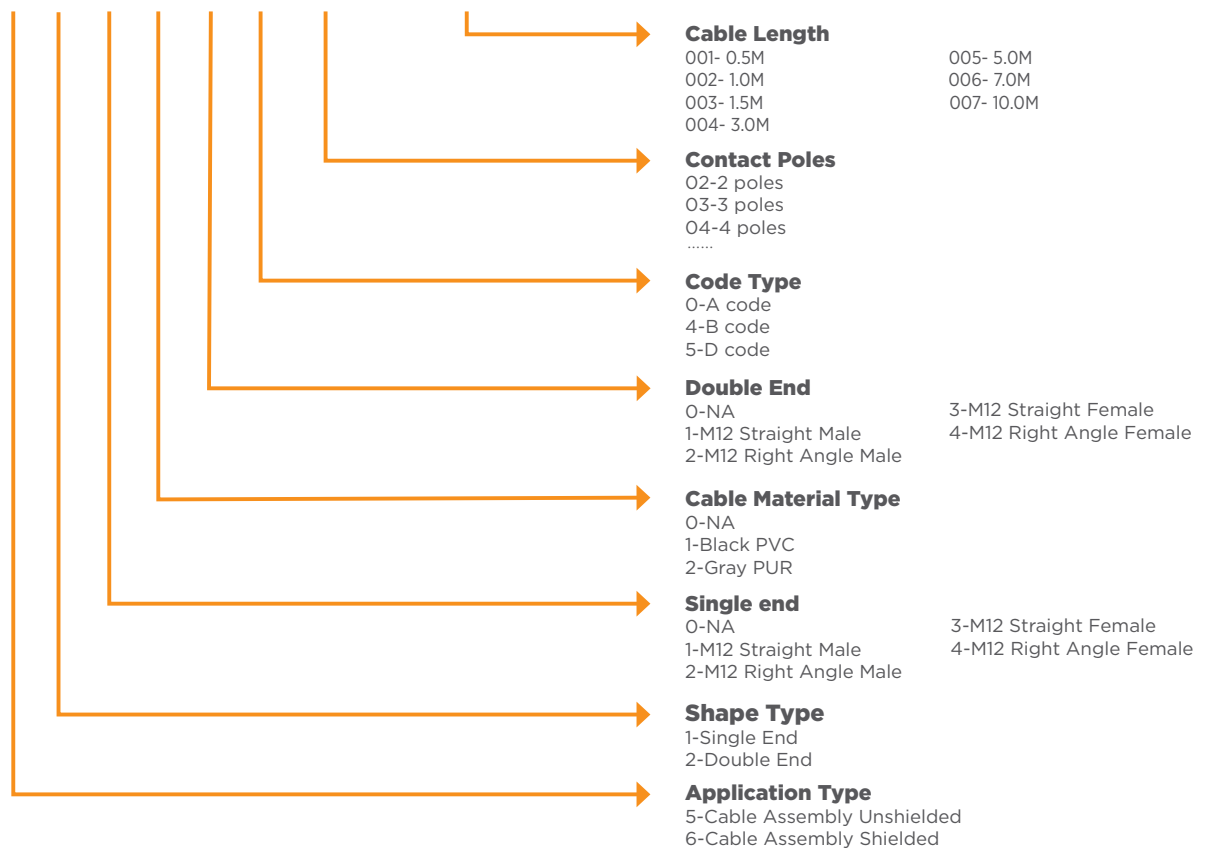 Cable Length
001- 0.5M 005- 5.0M
002- 1.0M 006- 7.0M
003- 1.5M 007- 10.0M
004- 3.0M
Contact Poles
02-2 poles
03-3 poles
04-4 poles
......
Code Type
0-A code
4-B code
5-D code
Double End
0-NA 3-M12 Straight Female
1-M12 Straight Male 4-M12 Right Angle Female
2-M12 Right Angle Male
Cable Material Type
0-NA
1-Black PVC
2-Gray PUR
Single end
0-NA 3-M12 Straight Female
1-M12 Straight Male 4-M12 Right Angle Female
2-M12 Right Angle Male
Shape Type
1-Single End
2-Double End
Application Type
5-Cable Assembly Unshielded
6-Cable Assembly Shielded